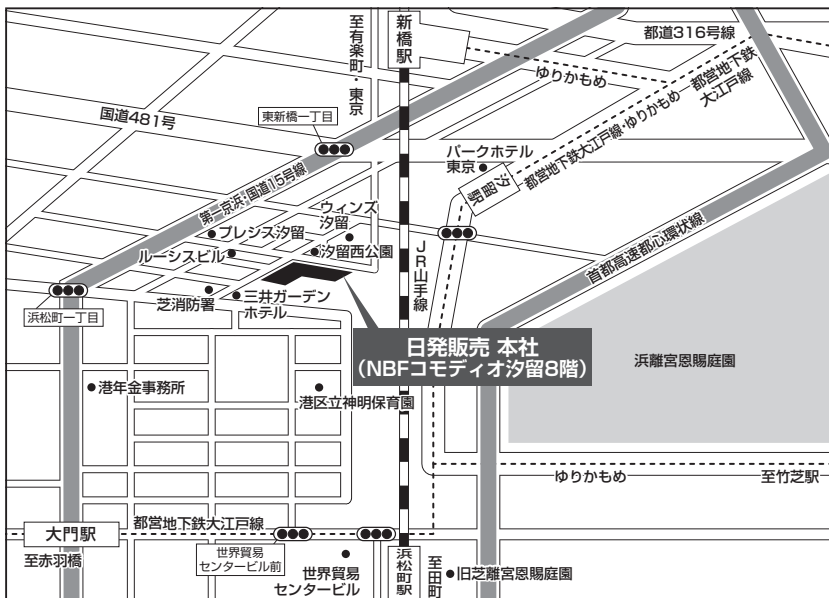 至有楽町・東京
新橋駅
都道316号線
ゆりかもめ
都営地下鉄
大江戸線
国道481号
東新橋一丁目
都営地下鉄大江戸線・ゆりかもめ
パークホテル
東京
汐留駅
第一京浜・国道15号線
ウィンズ
汐留
プレシス汐留
ルーシスビル
汐留西公園
JR山手線
首都高速都心環状線
芝消防署
三井ガーデン
ホテル
浜松町一丁目
日発販売 本社
(NBFコモディオ汐留8階)
浜離宮恩賜庭園
港年金事務所
港区立神明保育園
ゆりかもめ
至竹芝駅
大門駅
都営地下鉄大江戸線
至赤羽橋
世界貿易
センタービル前
世界貿易
センタービル
浜松町駅
至田町
旧芝離宮恩賜庭園